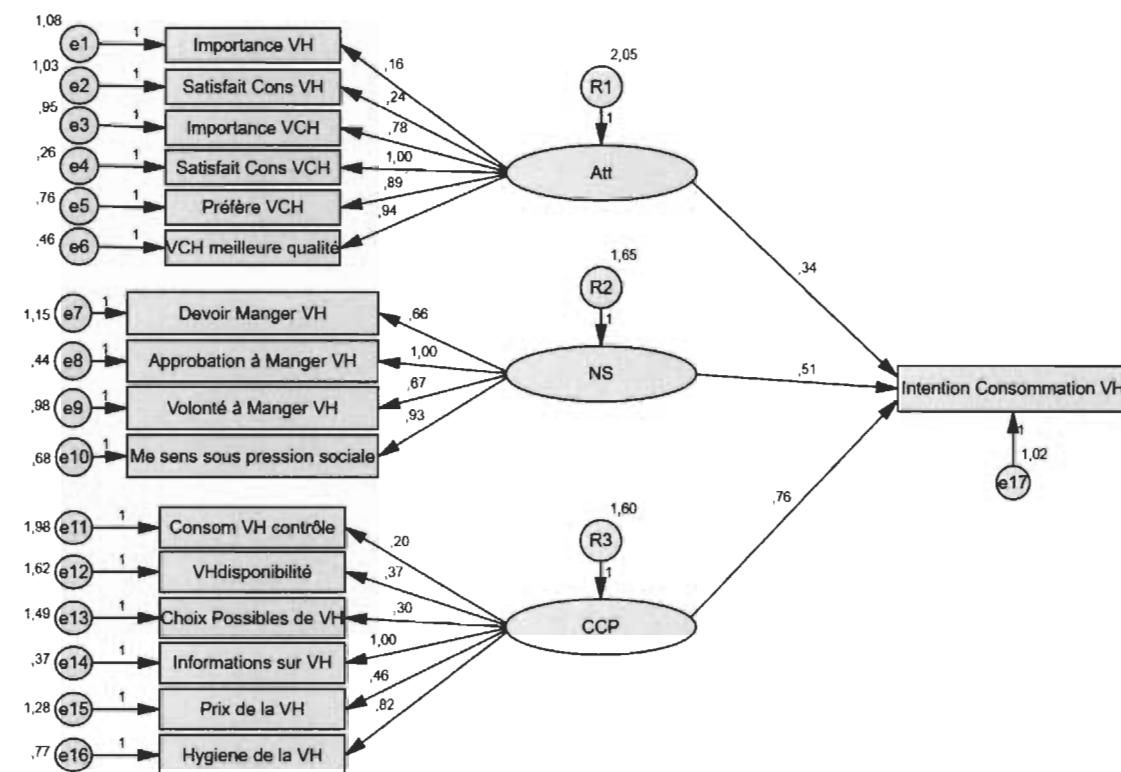 1,08
e1
1
Importance VH
,16
1,03
e2
1
Satisfait Cons VH
,24
,95
e3
1
Importance VCH
,78
,26
e4
1
Satisfait Cons VCH
1,00
,76
e5
1
Préfère VCH
,89
,46
e6
1
VCH meilleure qualité
,94
2,05
R1
1
Att
,34
1,15
e7
1
Devoir Manger VH
,66
,44
e8
1
Approbation à Manger VH
1,00
,98
e9
1
Volonté à Manger VH
,67
,68
e10
1
Me sens sous pression sociale
,93
1,65
R2
1
NS
,51
Intention Consommation VH
1
1,02
e17
1,98
e11
1
Consom VH contrôle
,20
1,62
e12
1
VHdisponibilité
,37
1,49
e13
1
Choix Possibles de VH
,30
,37
e14
1
Informations sur VH
1,00
1,28
e15
1
Prix de la VH
,46
,77
e16
1
Hygiene de la VH
,82
1,60
R3
1
CCP
,76